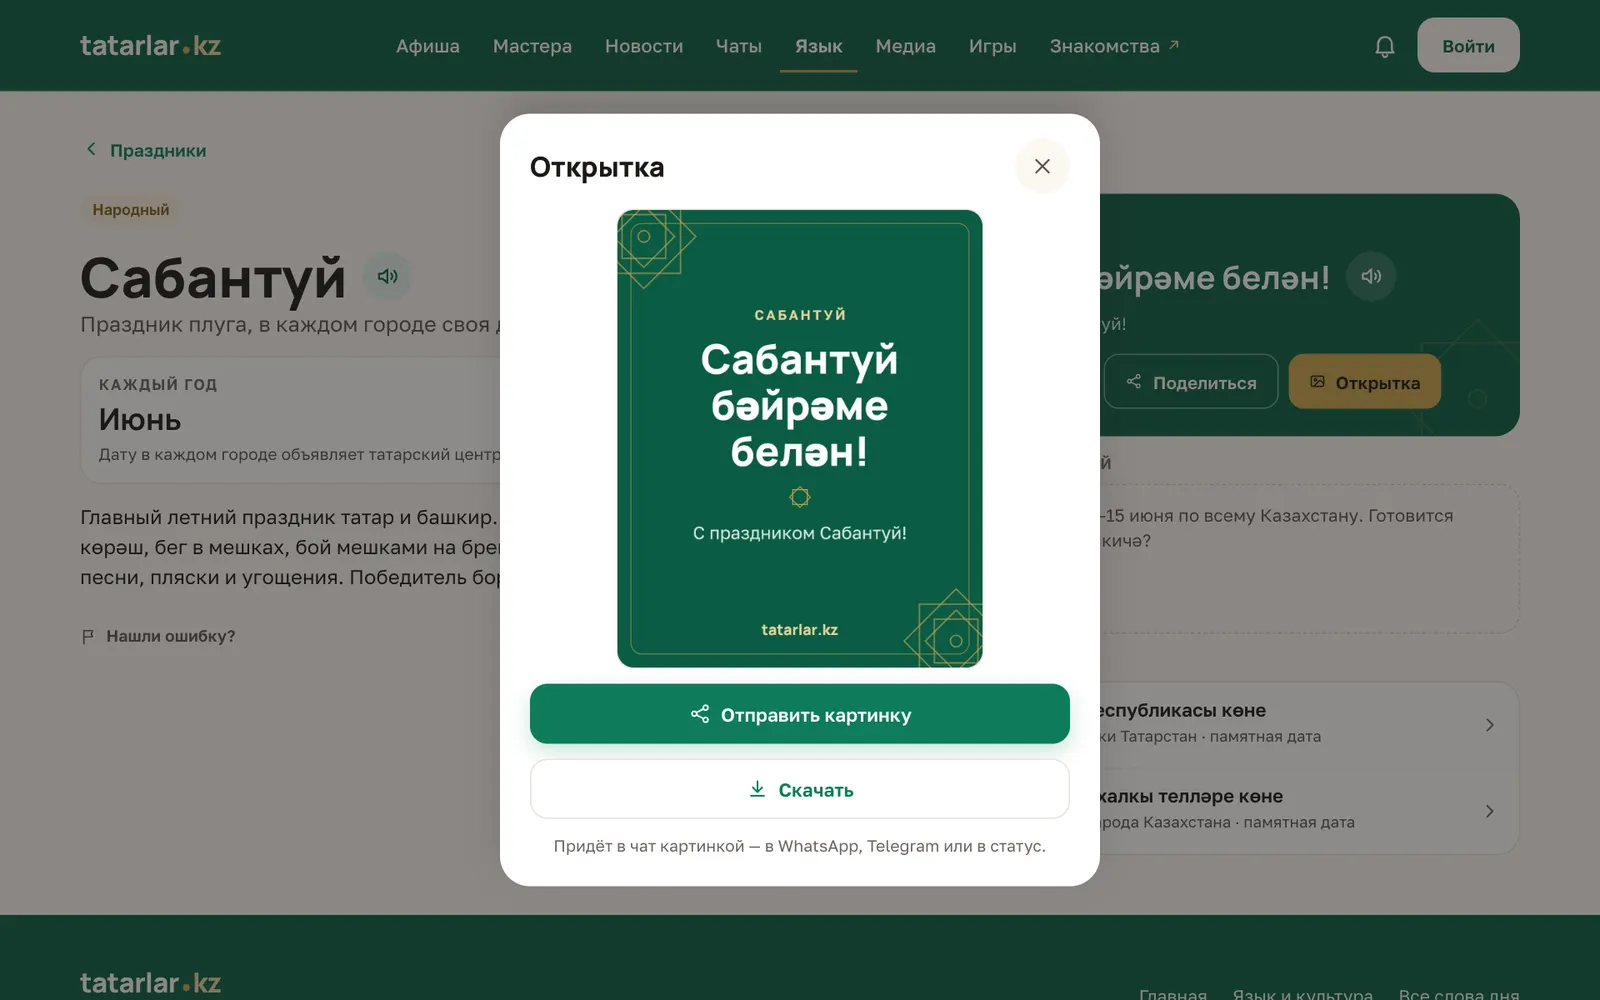 tatarlar.kz
Афиша
Мастера
Новости
Чаты
Язык
Медиа
Игры
Знакомства ↗
Войти
Праздники
Народный
Сабантуй
Праздник плуга, в каждом городе своя
КАЖДЫЙ ГОД
Июнь
Дату в каждом городе объявляет татарский центр
Главный летний праздник татар и башкир.
көрәш, бег в мешках, бой мешками на
песни, пляски и угощения. Победитель
Нашли ошибку?
Открытка
САБАНТУЙ
Сабантуй
бәйрәме
белән!
С праздником Сабантуй!
tatarlar.kz
Отправить картинку
Скачать
Придёт в чат картинкой — в WhatsApp, Telegram или в статус.
әйрәме белән!
уй!
Поделиться
Открытка
й
–15 июня по всему Казахстану. Готовится
кичә?
еспубликасы көне
ки Татарстан · памятная дата
халкы телләре көне
арода Казахстана · памятная дата
tatarlar.kz
Главная
Язык и культура
Все слова дня